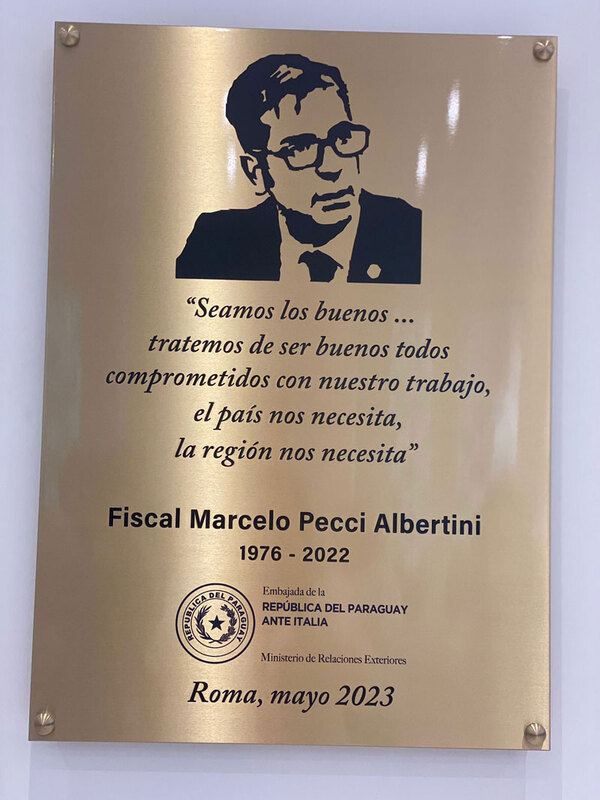 “Seamos los buenos ...
tratemos de ser buenos todos
comprometidos con nuestro trabajo,
el país nos necesita,
la región nos necesita”
Fiscal Marcelo Pecci Albertini
1976 - 2022
REPUBLICA DEL PARAGUAY
Embajada de la
REPÚBLICA DEL PARAGUAY
ANTE ITALIA
Ministerio de Relaciones Exteriores
Roma, mayo 2023